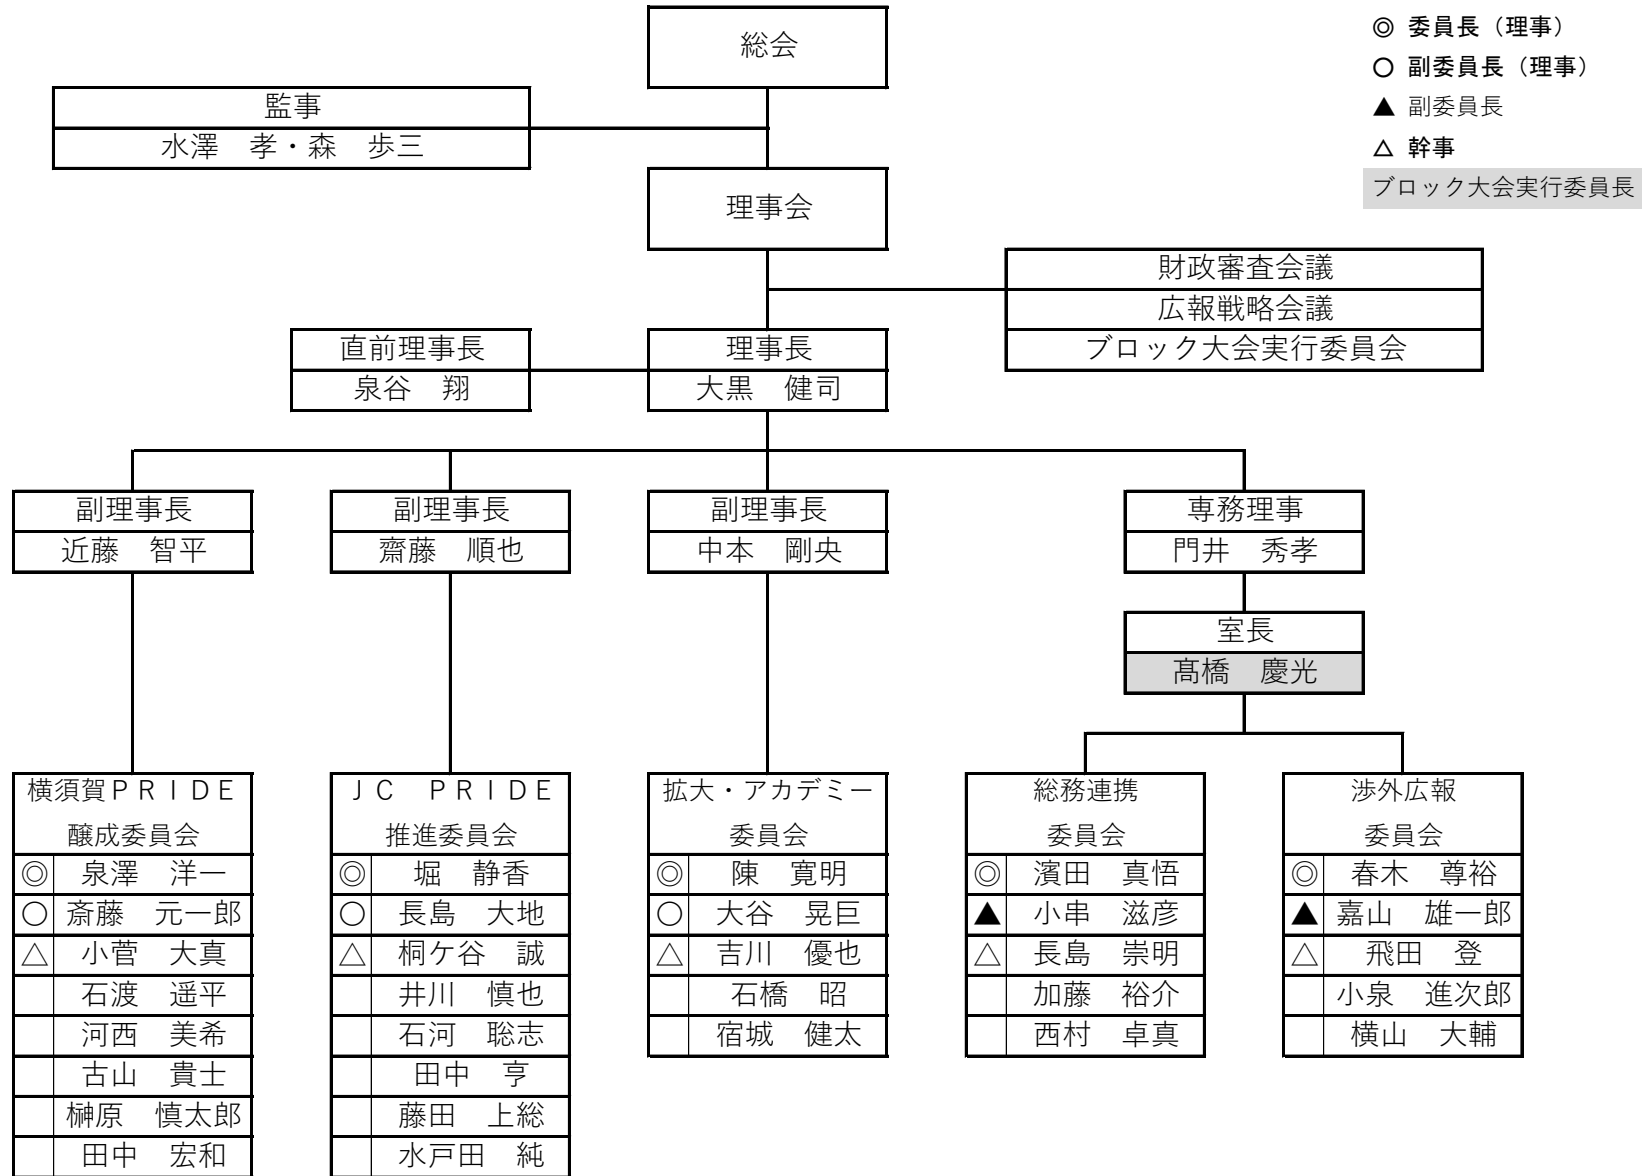 総会
◎ 委員長（理事）
○ 副委員長（理事）
▲ 副委員長
△ 幹事
ブロック大会実行委員長
監事
水澤　孝・森　歩三
理事会
財政審査会議
広報戦略会議
ブロック大会実行委員会
直前理事長
泉谷　翔
理事長
大黒　健司
副理事長
近藤　智平
副理事長
齋藤　順也
副理事長
中本　剛央
専務理事
門井　秀孝
室長
髙橋　慶光
横須賀ＰＲＩＤＥ
醸成委員会
◎ 泉澤　洋一
○ 斎藤　元一郎
△ 小菅　大真
石渡　遥平
河西　美希
古山　貴士
榊原　慎太郎
田中　宏和
ＪＣ　ＰＲＩＤＥ
推進委員会
◎ 堀　静香
○ 長島　大地
△ 桐ケ谷　誠
井川　慎也
石河　聡志
田中　亨
藤田　上総
水戸田　純
拡大・アカデミー
委員会
◎ 陳　寛明
○ 大谷　晃巨
△ 吉川　優也
石橋　昭
宿城　健太
総務連携
委員会
◎ 濱田　真悟
▲ 小串　滋彦
△ 長島　崇明
加藤　裕介
西村　卓真
渉外広報
委員会
◎ 春木　尊裕
▲ 嘉山　雄一郎
△ 飛田　登
小泉　進次郎
横山　大輔